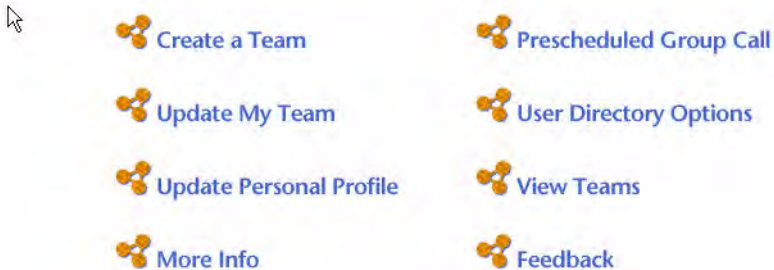 Create a Team
Prescheduled Group Call
Update My Team
User Directory Options
Update Personal Profile
View Teams
More Info
Feedback